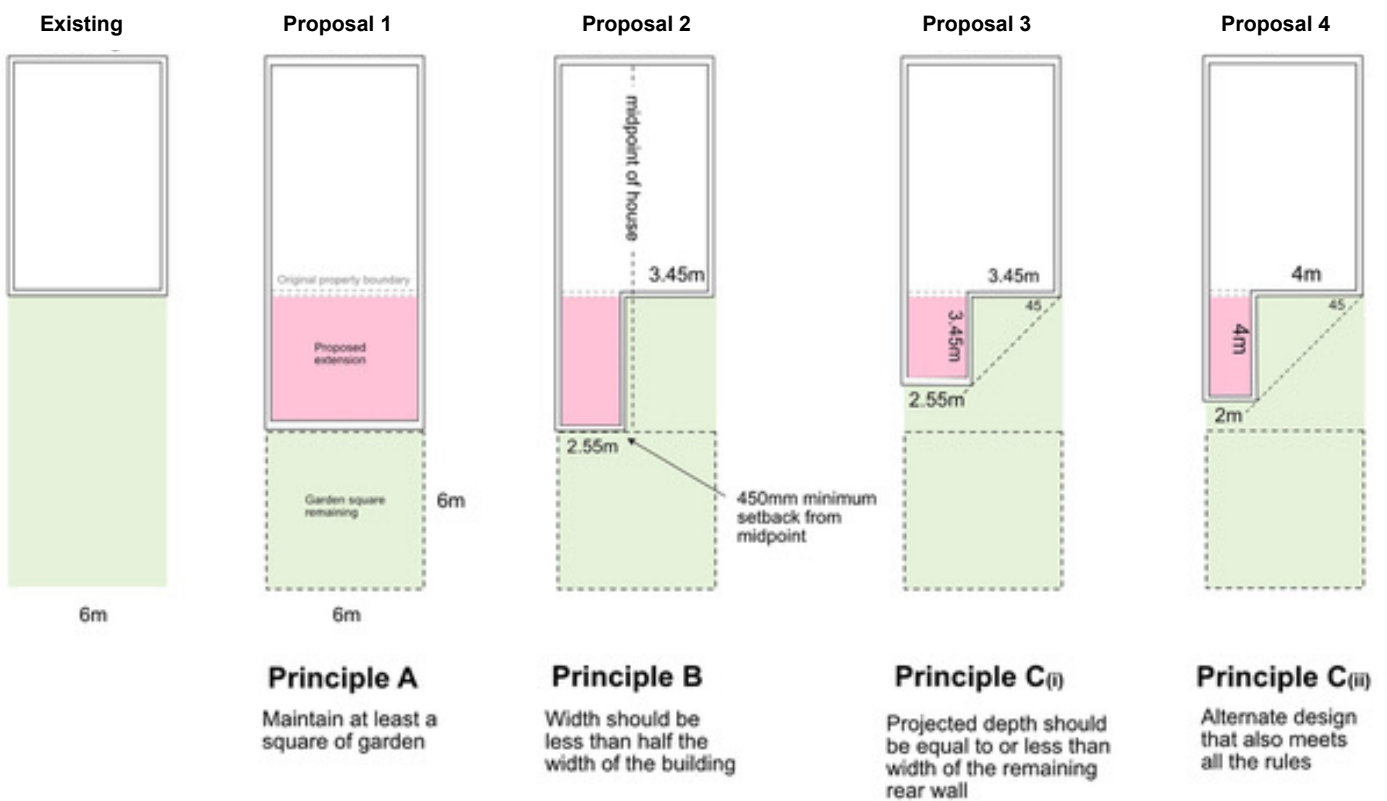 Existing
Proposal 1
Proposal 2
Proposal 3
Proposal 4
midpoint of house
Original property boundary
3.45m
3.45m
4m
45
45
Proposed
extension
3.45m
4m
2.55m
2m
2.55m
Garden square
remaining
6m
450mm minimum
setback from
midpoint
6m
6m
Principle A
Maintain at least a
square of garden
Principle B
Width should be
less than half the
width of the building
Principle C(i)
Projected depth should
be equal to or less than
width of the remaining
rear wall
Principle C(ii)
Alternate design
that also meets
all the rules